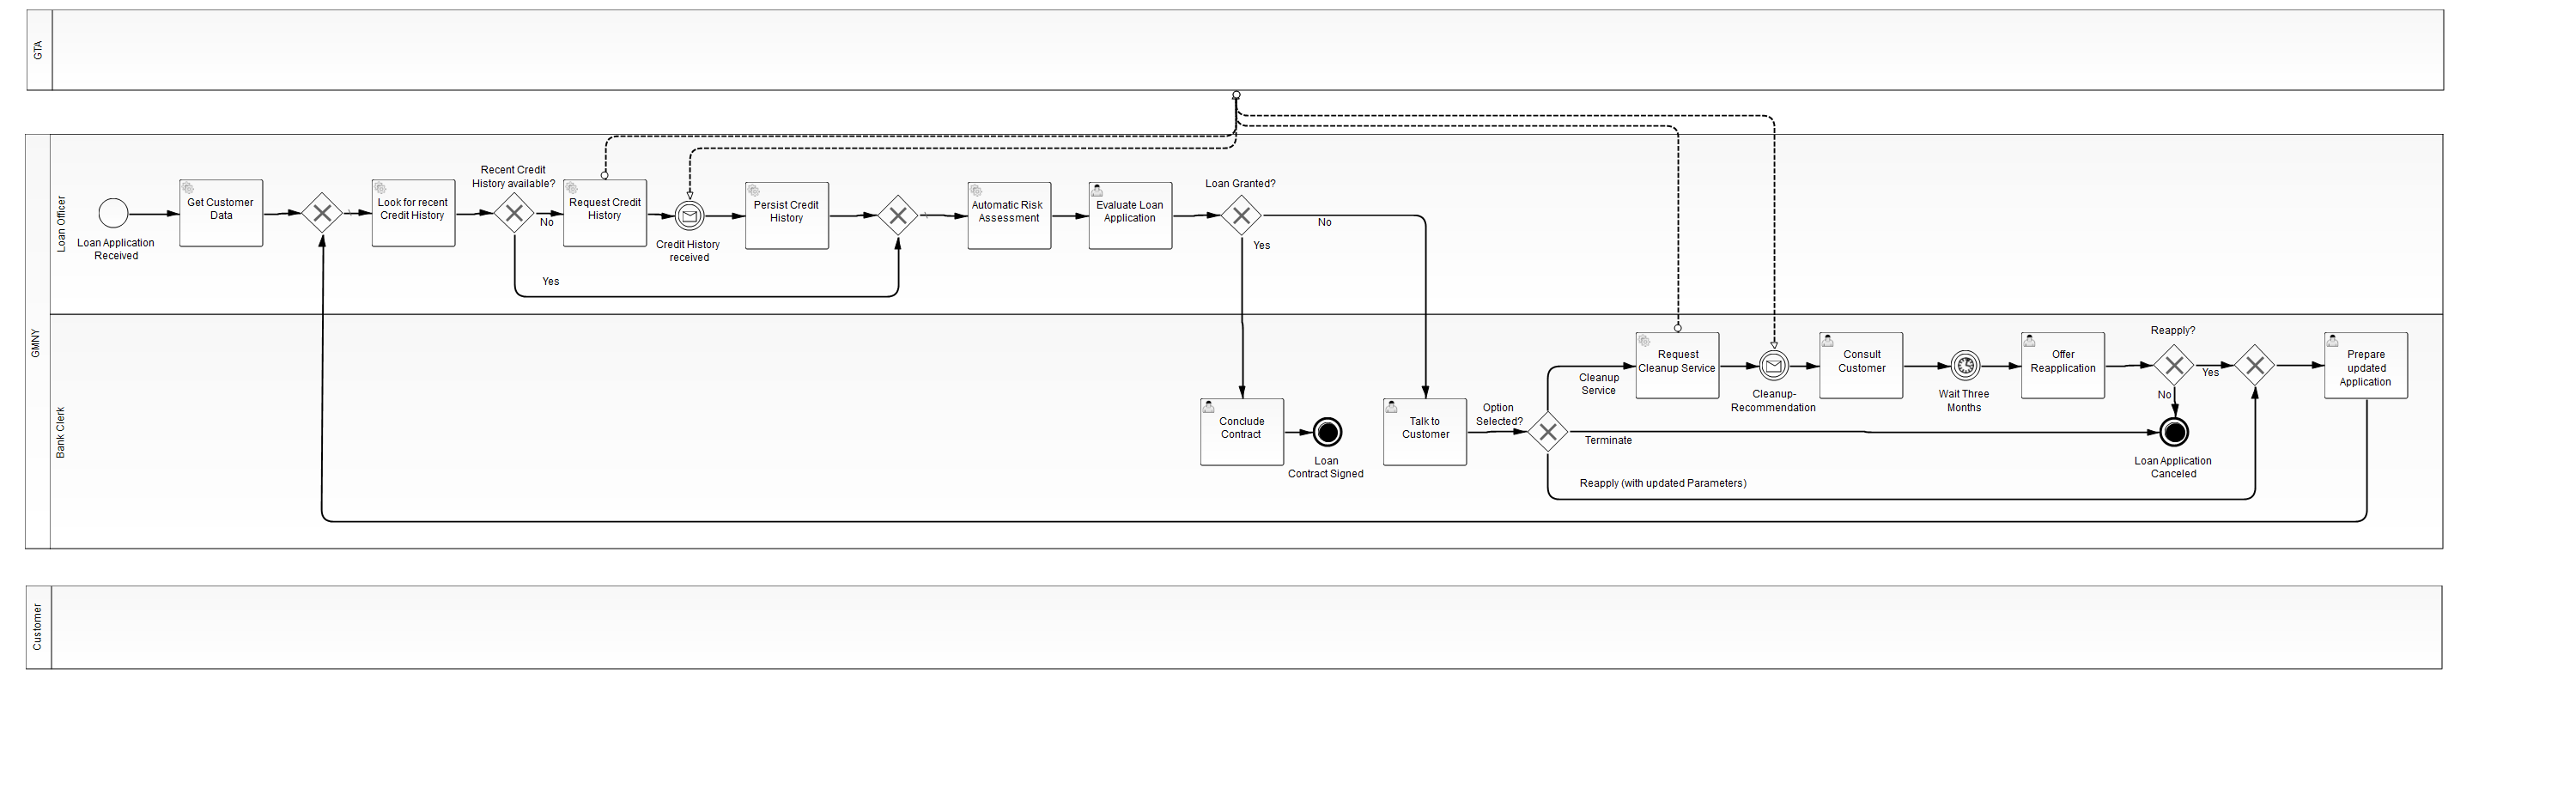 GTA
GMNY
Loan Officer
Loan Application
Received
Get Customer
Data
Look for recent
Credit History
Recent Credit
History available?
No
Yes
Request Credit
History
Credit History
received
Persist Credit
History
Automatic Risk
Assessment
Evaluate Loan
Application
Loan Granted?
No
Yes
Bank Clerk
Conclude
Contract
Loan
Contract Signed
Talk to
Customer
Option
Selected?
Cleanup
Service
Terminate
Reapply (with updated Parameters)
Request
Cleanup Service
Cleanup-
Recommendation
Consult
Customer
Wait Three
Months
Offer
Reapplication
Reapply?
Yes
No
Loan Application
Canceled
Prepare
updated
Application
Customer